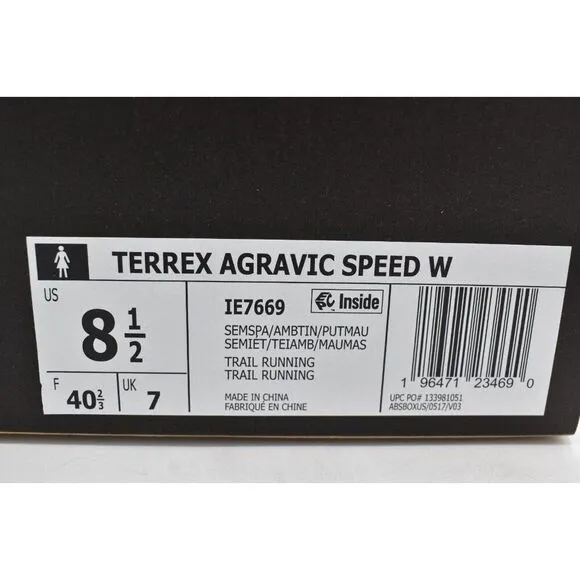 TERREX AGRAVIC SPEED W
US
8 1/2
F
40 2/3
UK
7
IE7669
Inside
SEMSPA/AMBTIN/PUTMAU
SEMIET/TEIAMB/MAUMAS
TRAIL RUNNING
TRAIL RUNNING
MADE IN CHINA
FABRIQUÉ EN CHINE
1 96471 23469 0
UPC PO# 133981051
ABSBOXUS/0517/V03